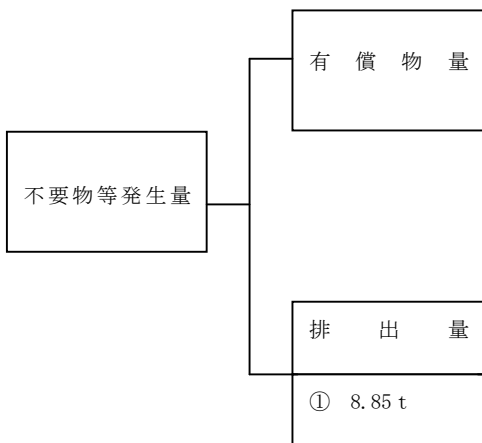 有償物量
不要物等発生量
排出量
① 8.85 t